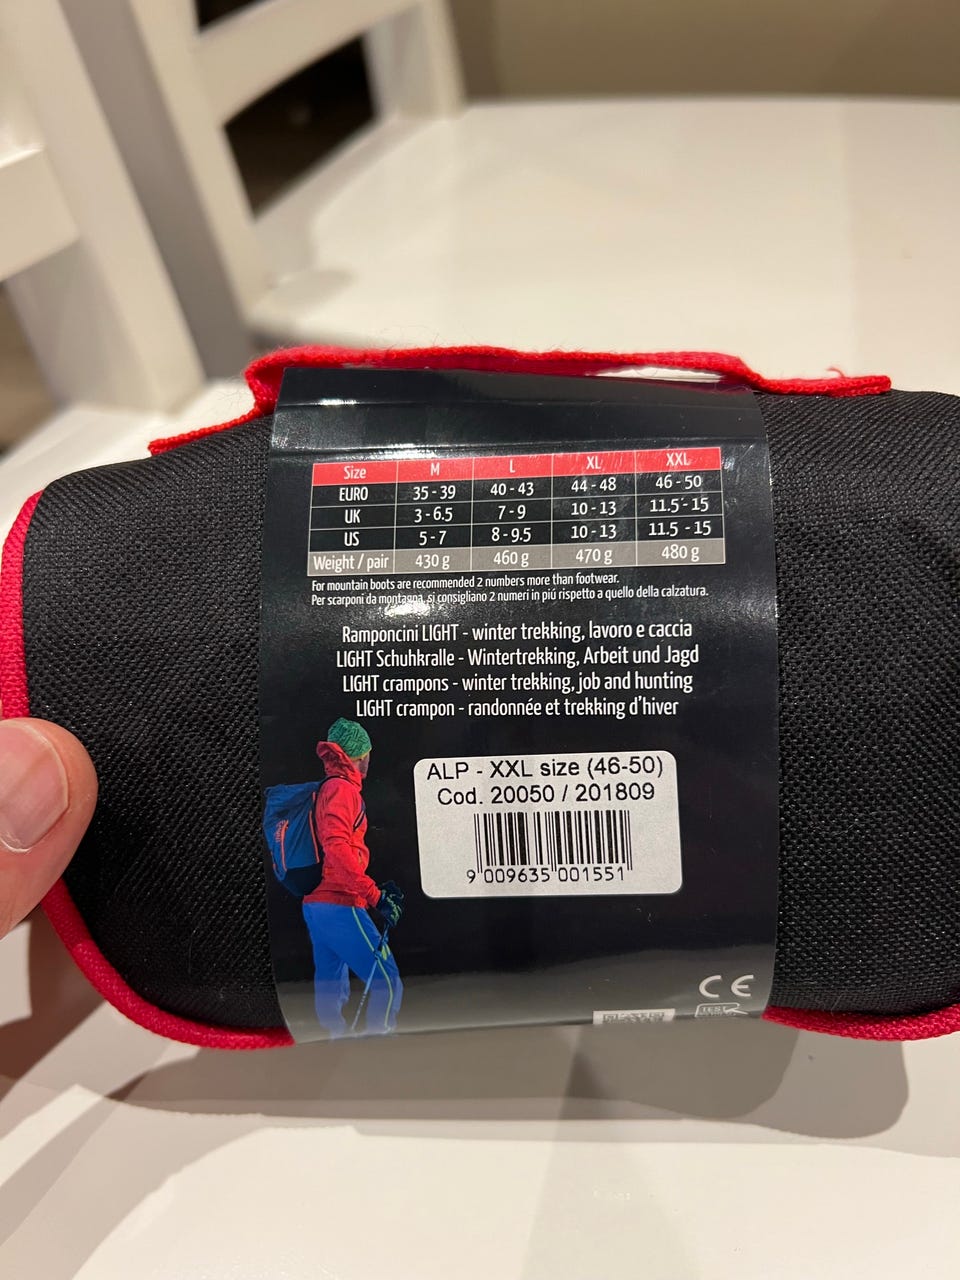 Size M L XL XXL
EURO 35 - 39 40 - 43 44 - 48 46 - 50
UK 3 - 6.5 7 - 9 10 - 13 11.5 - 15
US 5 - 7 8 - 9.5 10 - 13 11.5 - 15
Weight / pair 430 g 460 g 470 g 480 g
For mountain boots are recommended 2 numbers more than footwear.
Per scarponi da montagna, si consigliano 2 numeri in piú rispetto a quello della calzatura.
Ramponcini LIGHT - winter trekking, lavoro e caccia
LIGHT Schuhkralle - Wintertrekking, Arbeit und Jagd
LIGHT crampons - winter trekking, job and hunting
LIGHT crampon - randonnée et trekking d'hiver
ALP - XXL size (46-50)
Cod. 20050 / 201809
9 009635 001551
CE